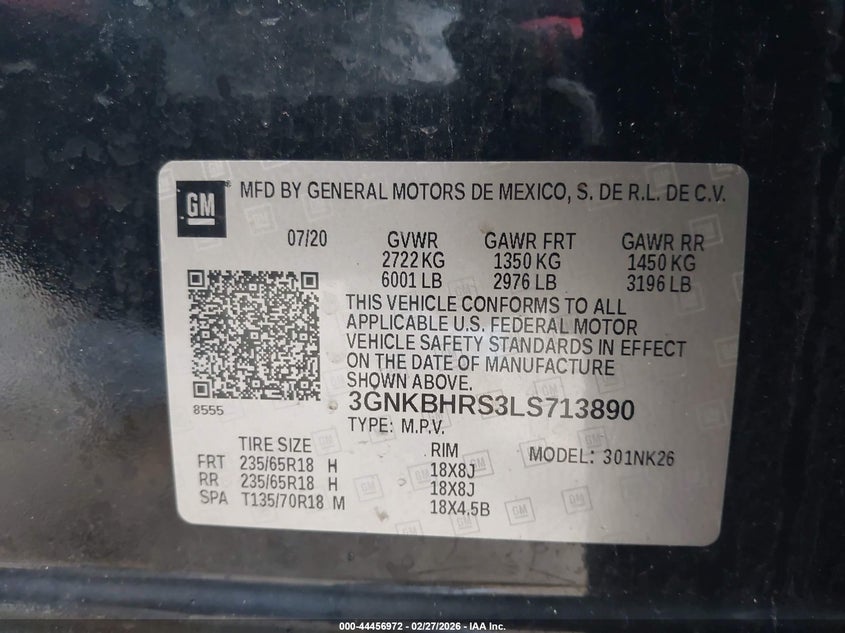 GM
MFD BY GENERAL MOTORS DE MEXICO, S. DE R.L. DE C.V.
07/20 GVWR GAWR FRT GAWR RR
2722 KG 1350 KG 1450 KG
6001 LB 2976 LB 3196 LB
THIS VEHICLE CONFORMS TO ALL
APPLICABLE U.S. FEDERAL MOTOR
VEHICLE SAFETY STANDARDS IN EFFECT
ON THE DATE OF MANUFACTURE
SHOWN ABOVE.
8555
3GNKBHRS3LS713890
TYPE: M.P.V.
TIRE SIZE RIM MODEL: 301NK26
FRT 235/65R18 H 18X8J
RR 235/65R18 H 18X8J
SPA T135/70R18 M 18X4.5B
000-44456972 | 02/27/2026 - IAA Inc.